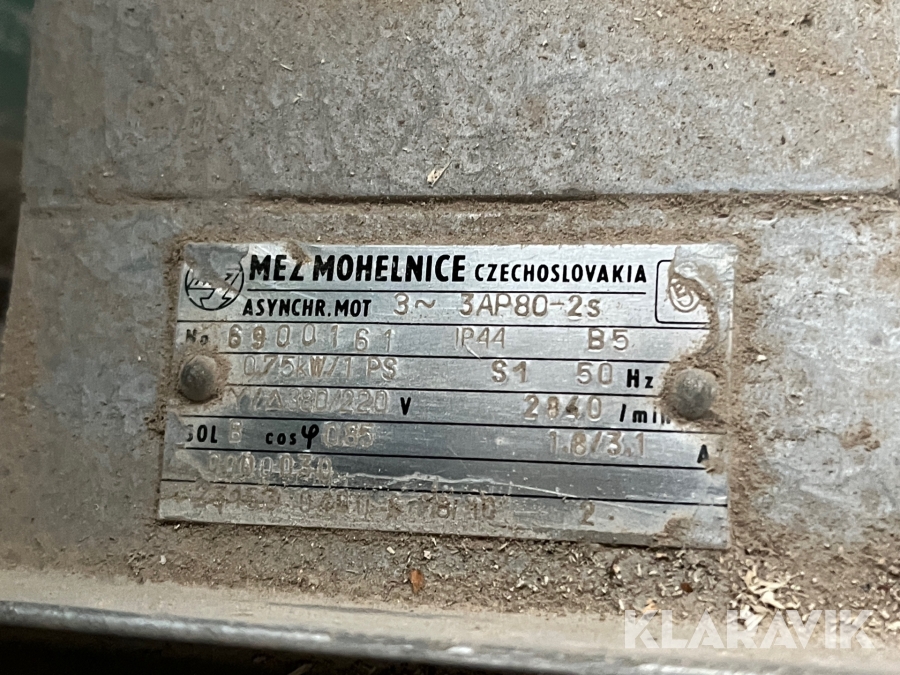 MEZ MOHELNICE CZECHOSLOVAKIA
ASYNCHR.MOT 3~ 3AP80-2s
No 6900161 IP44 B5
0,75kW/1 PS S1 50 Hz
Y/△380/220 V 2840 /min
ISOL B cosφ 0,85 1.8/3.1 A
2
KLARAVIK